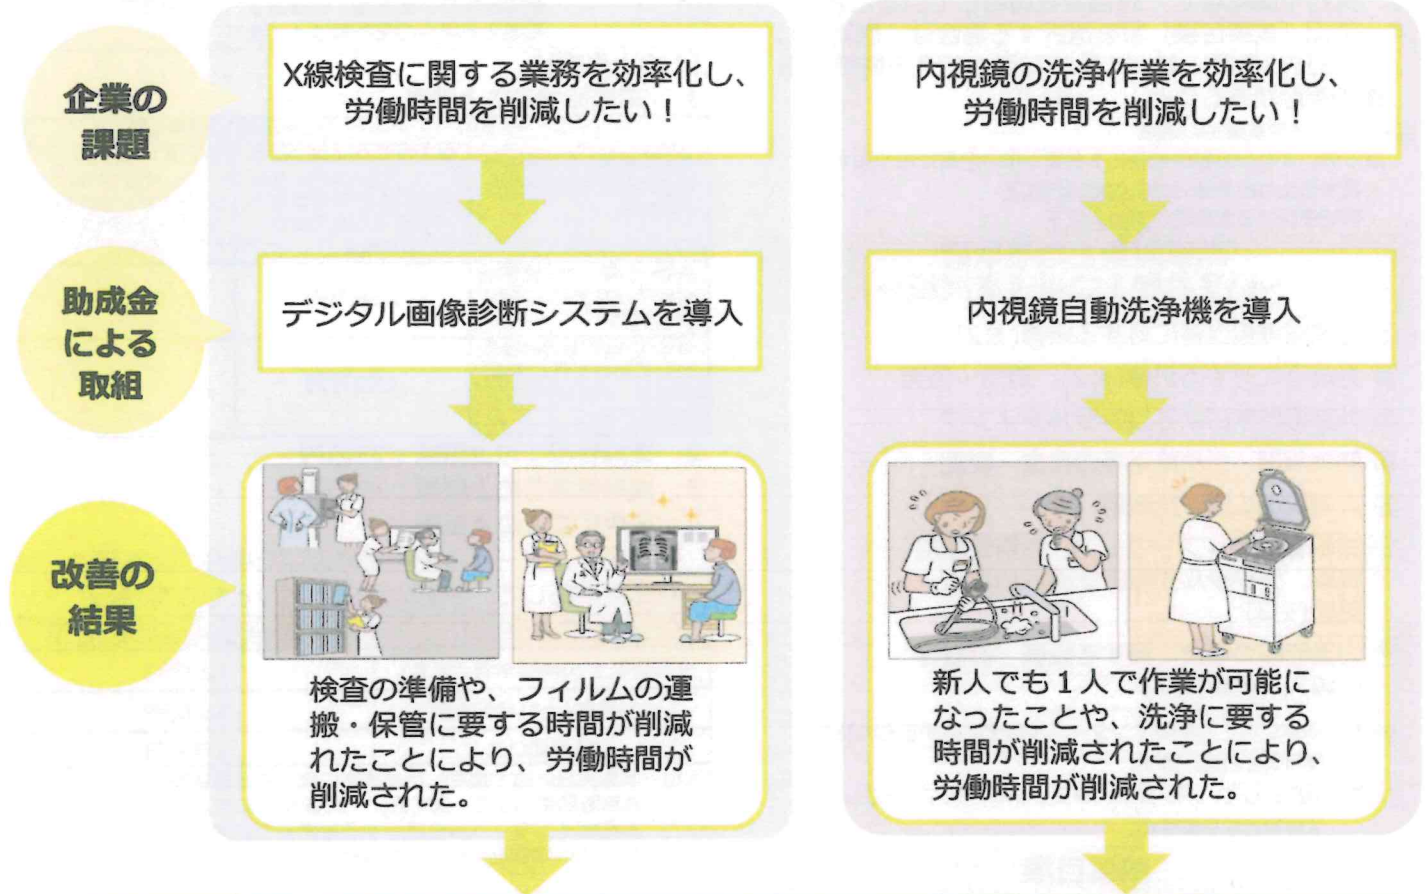 企業の
課題
X線検査に関する業務を効率化し、
労働時間を削減したい！
内視鏡の洗浄作業を効率化し、
労働時間を削減したい！
助成金
による
取組
デジタル画像診断システムを導入
内視鏡自動洗浄機を導入
改善の
結果
検査の準備や、フィルムの運
搬・保管に要する時間が削減
れたことにより、労働時間が
削減された。
新人でも１人で作業が可能に
なったことや、洗浄に要する
時間が削減されたことにより、
労働時間が削減された。